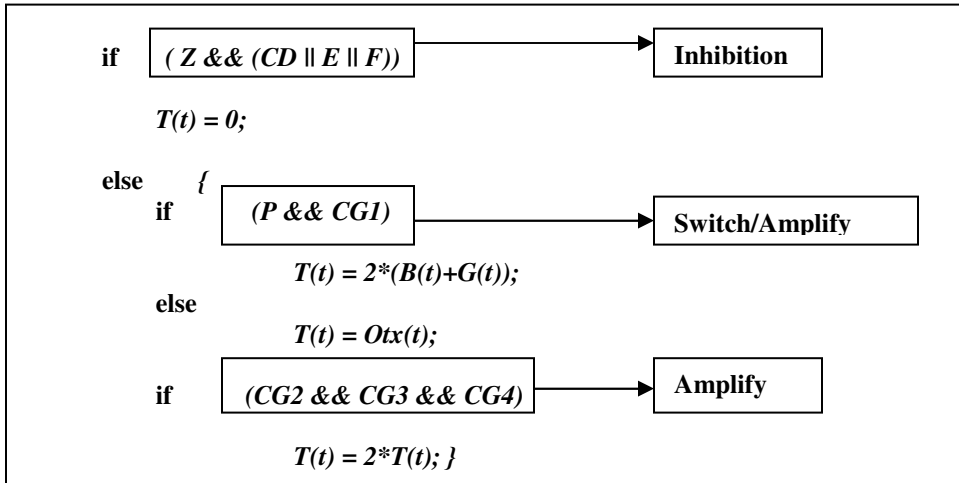 if ( Z && (CD || E || F)) Inhibition
T(t) = 0;
else {
if (P && CG1) Switch/Amplify
T(t) = 2*(B(t)+G(t));
else
T(t) = Otx(t);
if (CG2 && CG3 && CG4) Amplify
T(t) = 2*T(t); }